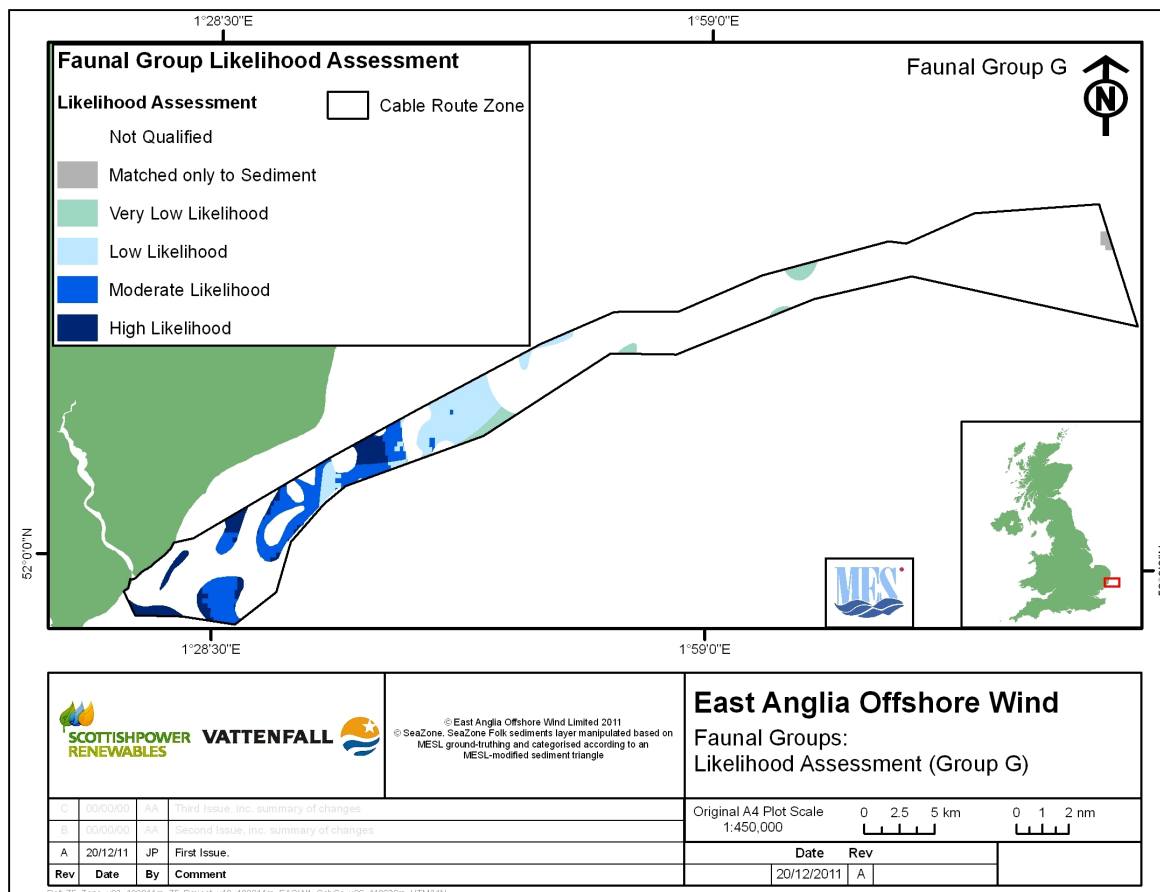 1°28'30"E
1°59'0"E
Faunal Group Likelihood Assessment
Likelihood Assessment
Cable Route Zone
Not Qualified
Matched only to Sediment
Very Low Likelihood
Low Likelihood
Moderate Likelihood
High Likelihood
Faunal Group G
N
52°0'0"N
MES
1°28'30"E
1°59'0"E
SCOTTISHPOWER
RENEWABLES
VATTENFALL
© East Anglia Offshore Wind Limited 2011
© SeaZone. SeaZone Folk sediments layer manipulated based on
MESL ground-truthing and categorised according to an
MESL-modified sediment triangle
East Anglia Offshore Wind
Faunal Groups:
Likelihood Assessment (Group G)
C 00/00/00 AA Third Issue, inc. summary of changes
B 00/00/00 AA Second Issue, inc. summary of changes
A 20/12/11 JP First Issue.
Rev Date By Comment
Original A4 Plot Scale
1:450,000
0 2.5 5 km
0 1 2 nm
Date Rev
20/12/2011 A